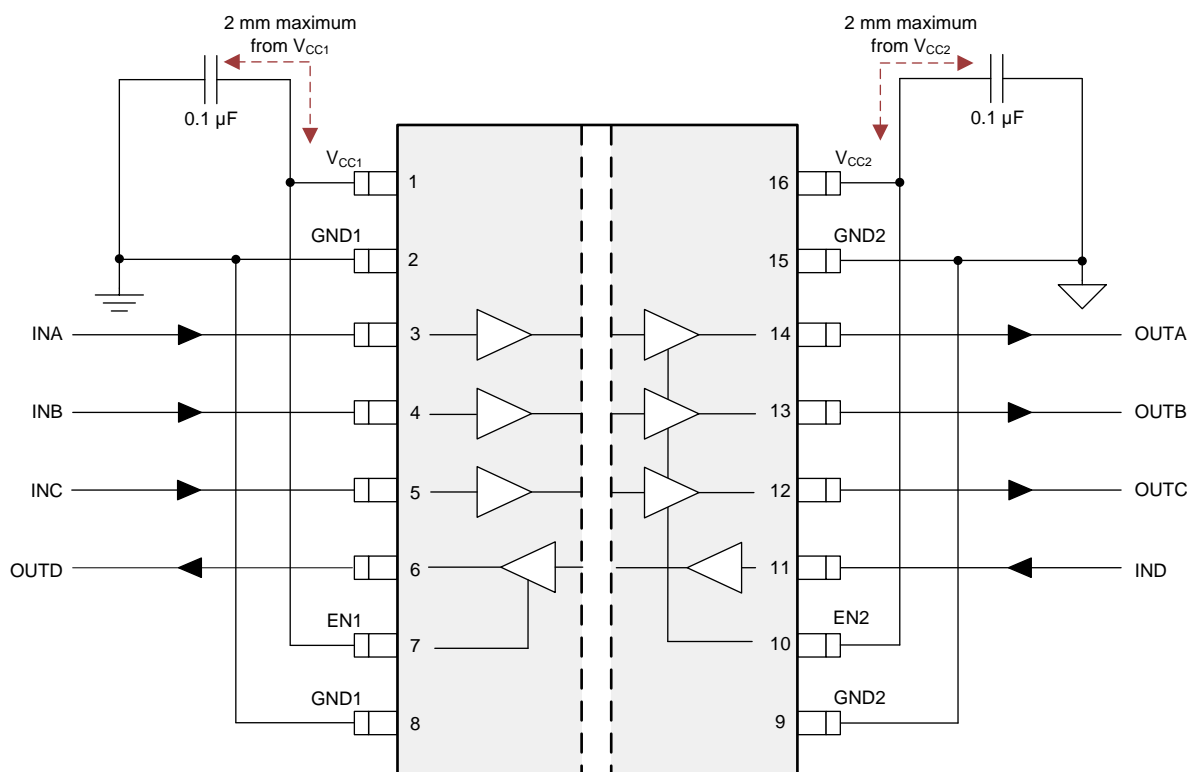 2 mm maximum
from VCC1
2 mm maximum
from VCC2
0.1 µF
0.1 µF
VCC1
1
16
VCC2
GND1
2
15
GND2
INA
3
14
OUTA
INB
4
13
OUTB
INC
5
12
OUTC
OUTD
6
11
IND
EN1
7
10
EN2
GND1
8
9
GND2